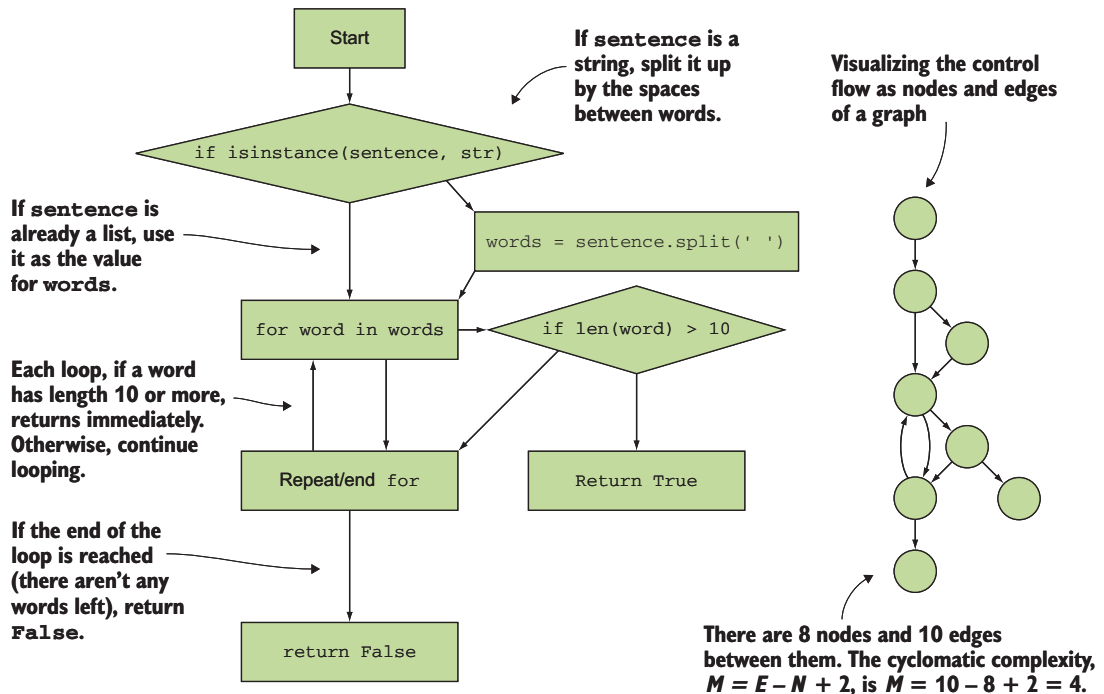 Start
If sentence is a
string, split it up
by the spaces
between words.
Visualizing the control
flow as nodes and edges
of a graph
if isinstance(sentence, str)
If sentence is
already a list, use
it as the value
for words.
words = sentence.split(' ')
for word in words
if len(word) > 10
Each loop, if a word
has length 10 or more,
returns immediately.
Otherwise, continue
looping.
Repeat/end for
Return True
If the end of the
loop is reached
(there aren't any
words left), return
False.
return False
There are 8 nodes and 10 edges
between them. The cyclomatic complexity,
M = E – N + 2, is M = 10 – 8 + 2 = 4.